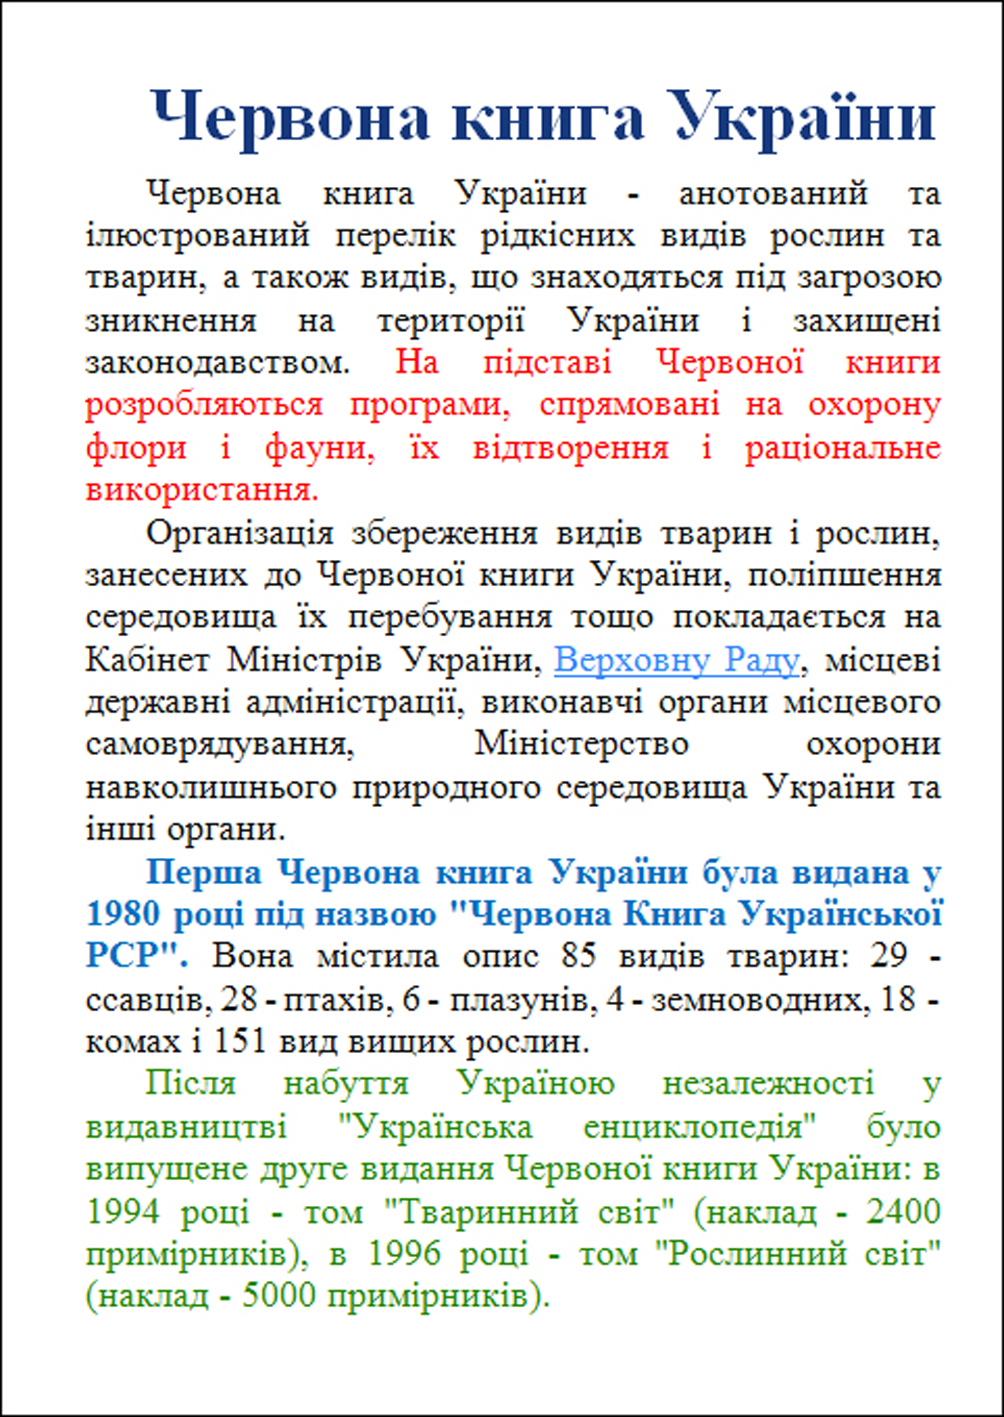 Червона книга України
Червона книга України - анотований та
ілюстрований перелік рідкісних видів рослин та
тварин, а також видів, що знаходяться під загрозою
зникнення на території України і захищені
законодавством. На підставі Червоної книги
розробляються програми, спрямовані на охорону
флори і фауни, їх відтворення і раціональне
використання.
Організація збереження видів тварин і рослин,
занесених до Червоної книги України, поліпшення
середовища їх перебування тощо покладається на
Кабінет Міністрів України, Верховну Раду, місцеві
державні адміністрації, виконавчі органи місцевого
самоврядування, Міністерство охорони
навколишнього природного середовища України та
інші органи.
Перша Червона книга України була видана у
1980 році під назвою "Червона Книга Української
РСР". Вона містила опис 85 видів тварин: 29 -
ссавців, 28 - птахів, 6 - плазунів, 4 - земноводних, 18 -
комах і 151 вид вищих рослин.
Після набуття Україною незалежності у
видавництві "Українська енциклопедія" було
випущене друге видання Червоної книги України: в
1994 році - том "Тваринний світ" (наклад - 2400
примірників), в 1996 році - том "Рослинний світ"
(наклад - 5000 примірників).